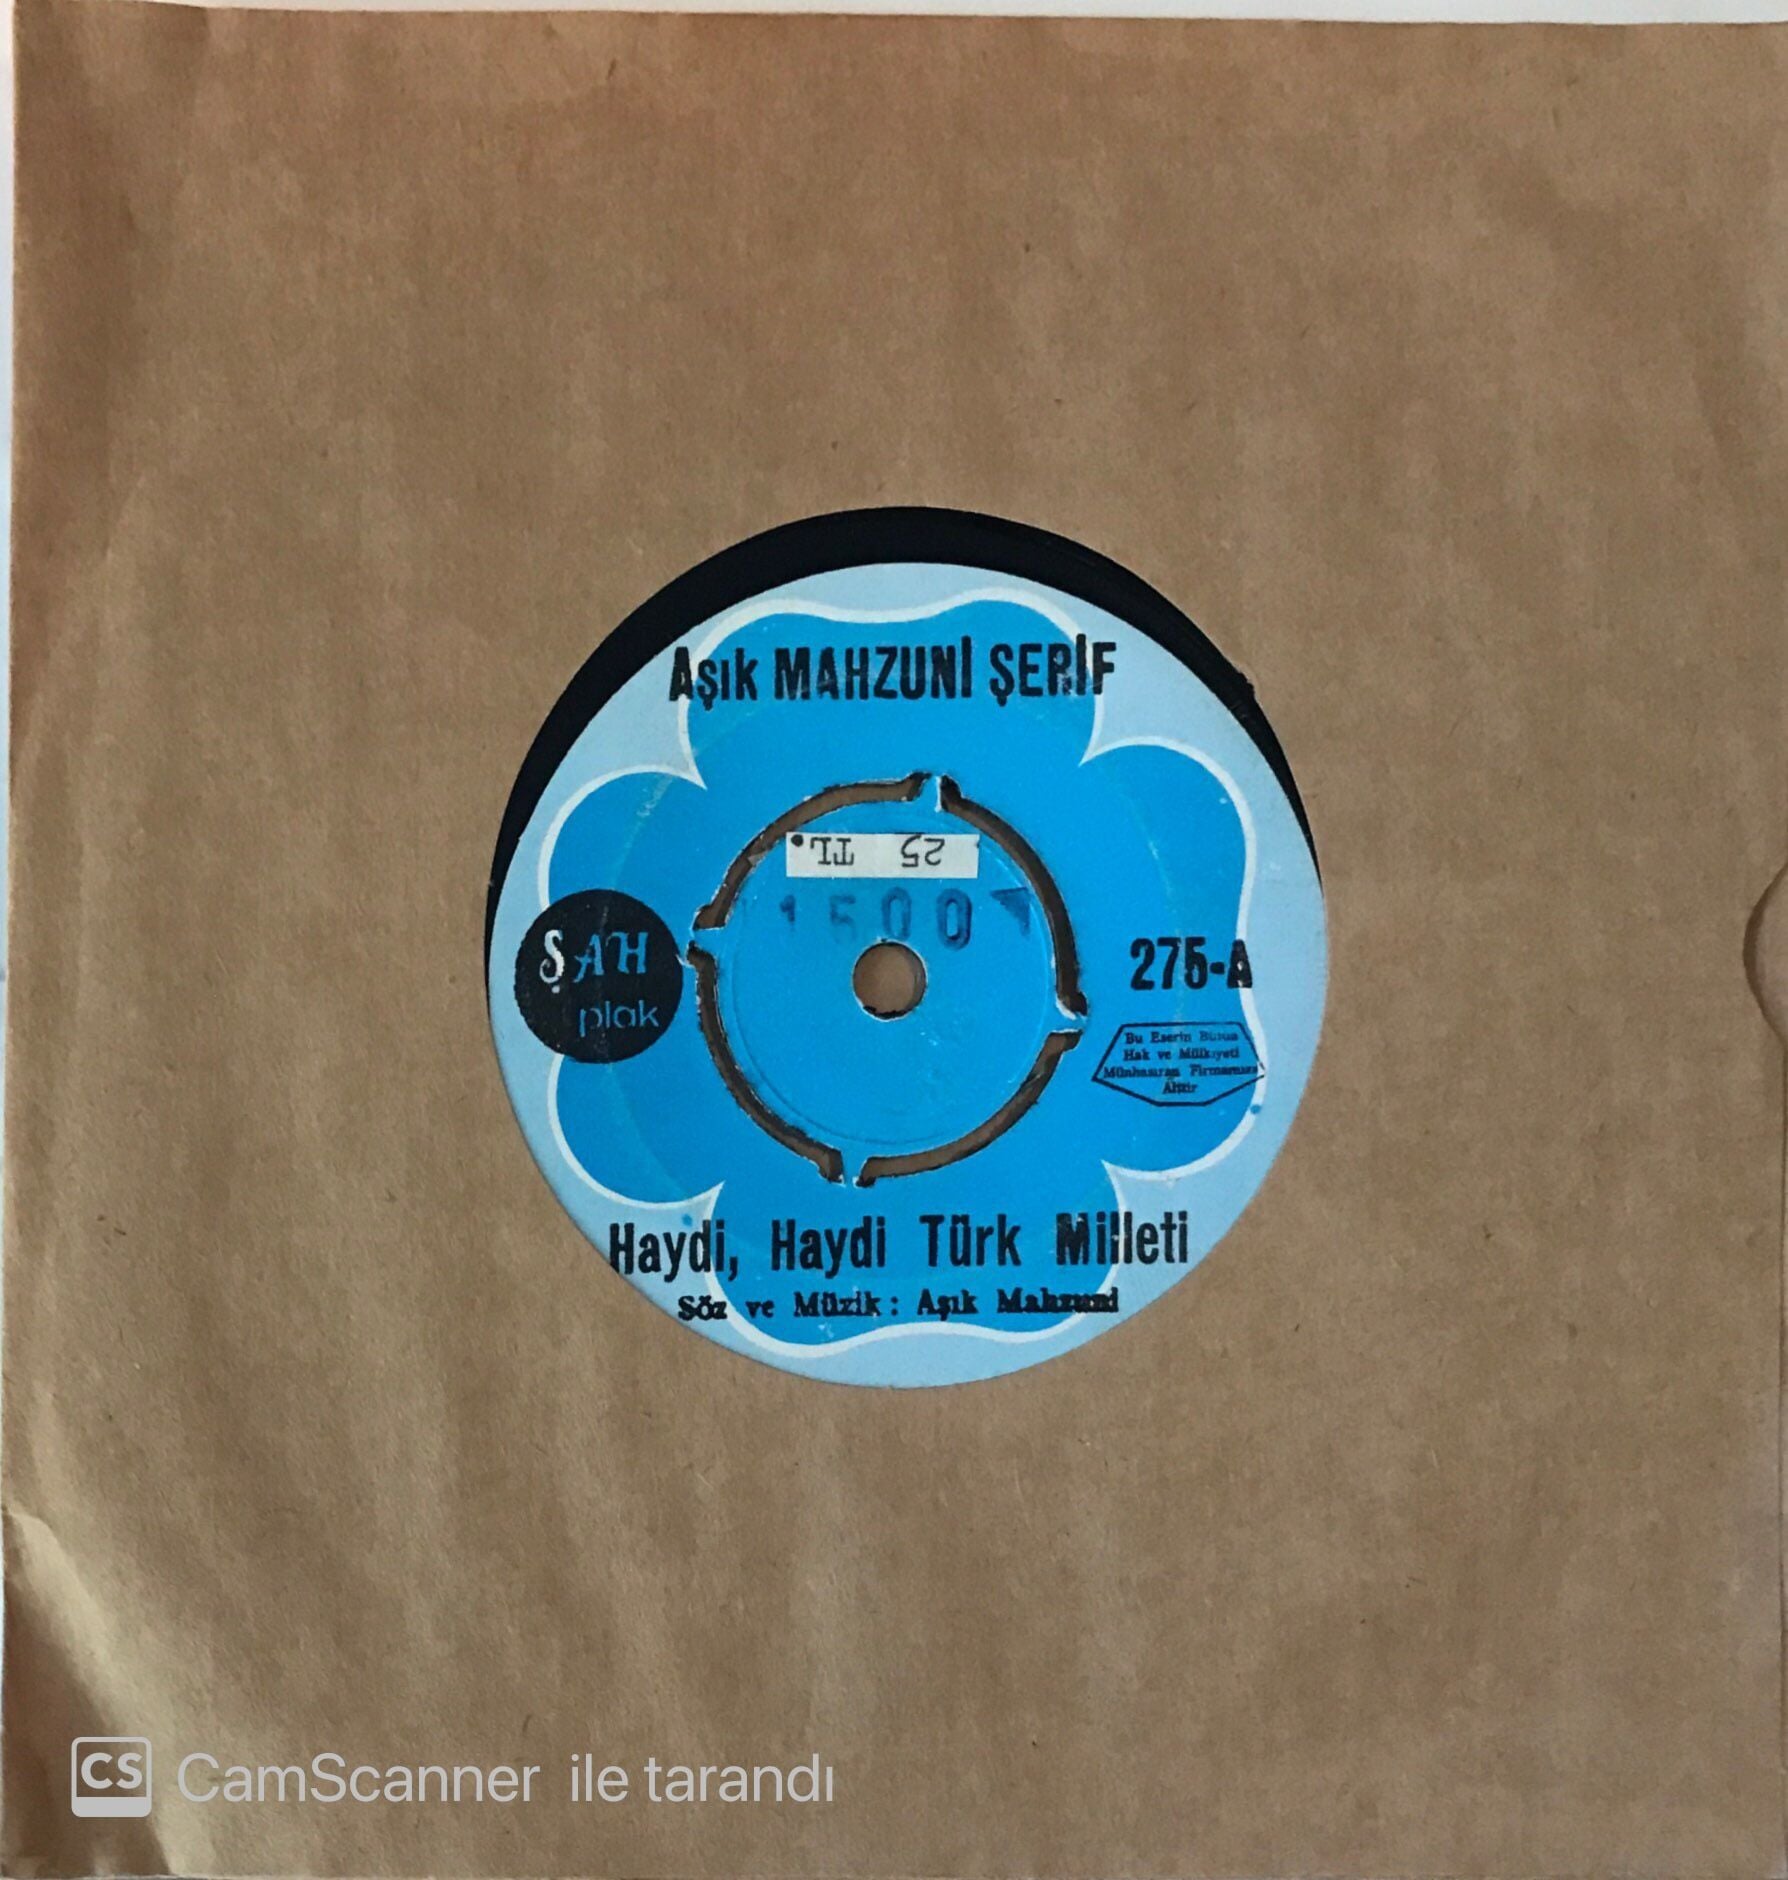 Aşık MAHZUNİ ŞERİF
25 TL.
1500
ŞAH
plak
275-A
Bu Eserin Bütün
Hak ve Mülkiyeti
Münhasıran Firmamıza
Aittir
Haydi, Haydi Türk Milleti
Söz ve Müzik: Aşık Mahzuni
CS CamScanner ile tarandı